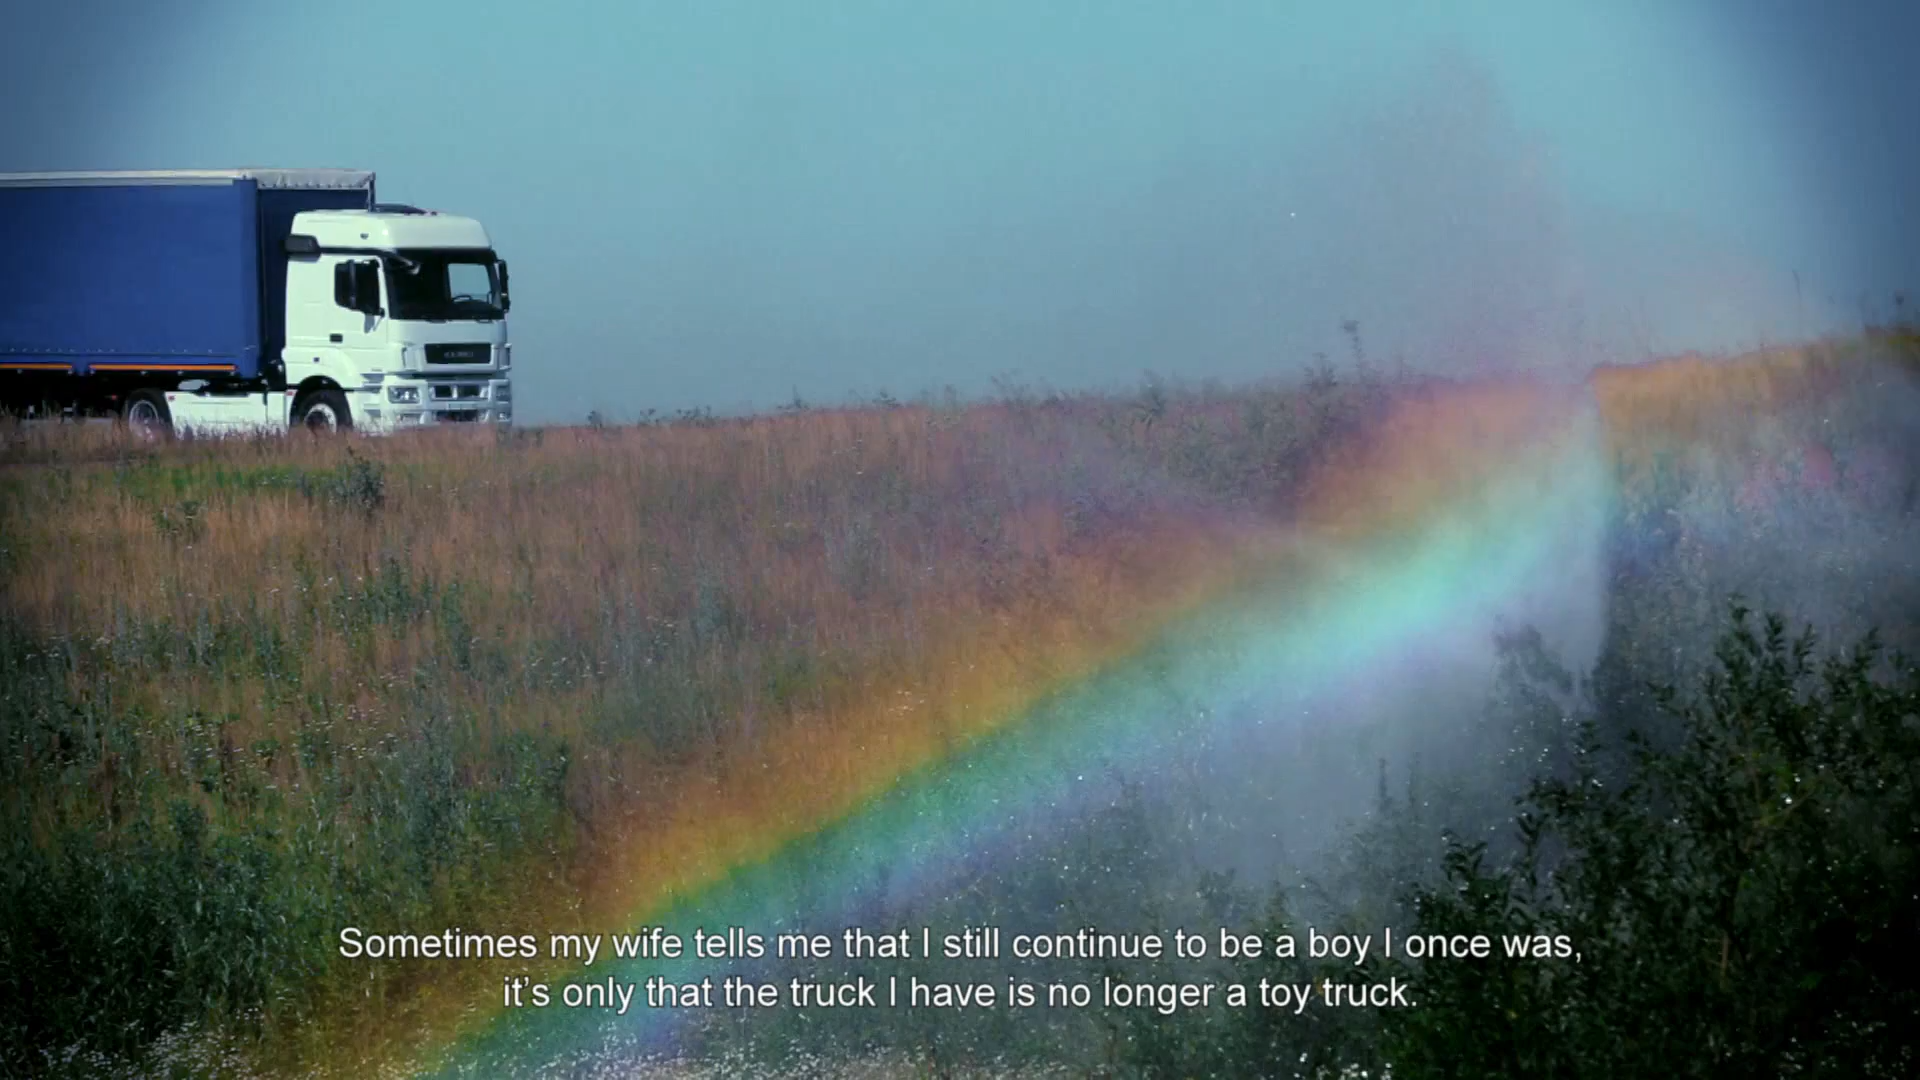 Sometimes my wife tells me that I still continue to be a boy I once was,
it's only that the truck I have is no longer a toy truck.